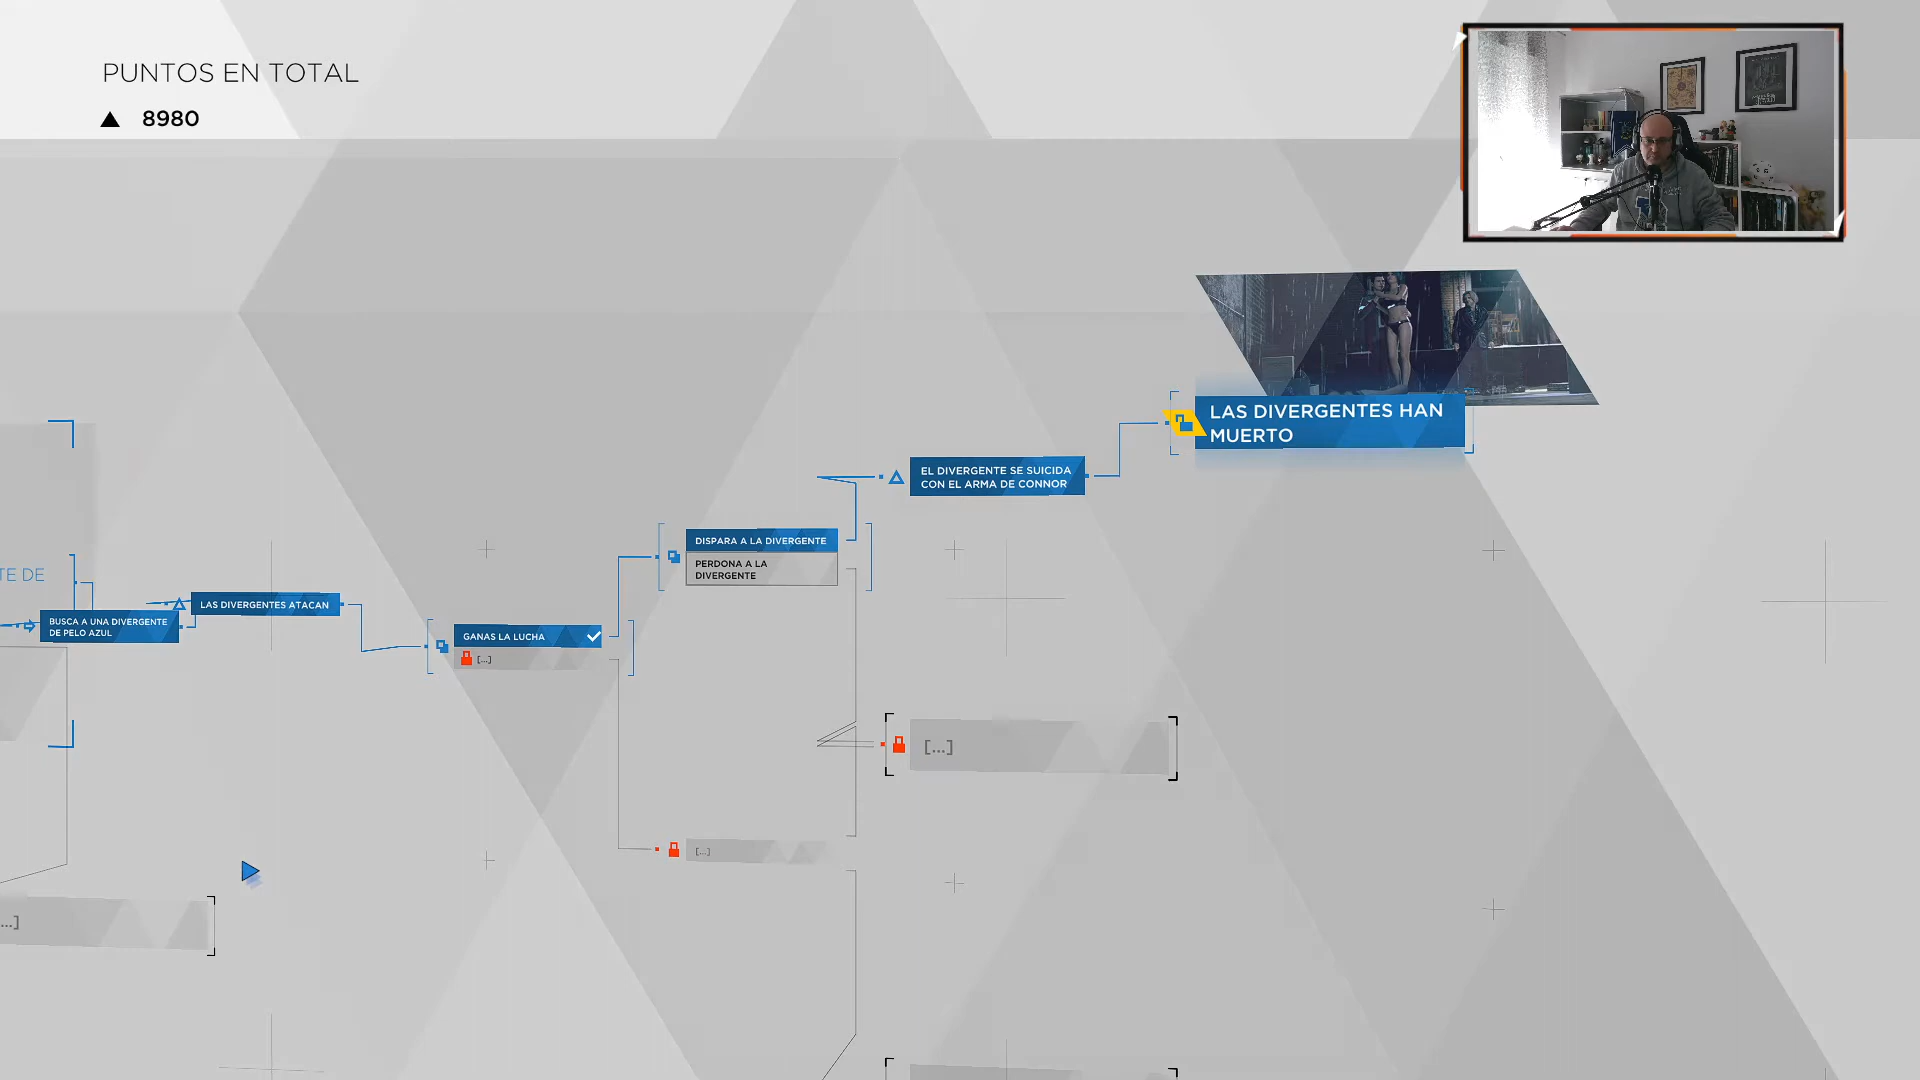 PUNTOS EN TOTAL
8980
LAS DIVERGENTES HAN
MUERTO
EL DIVERGENTE SE SUICIDA
CON EL ARMA DE CONNOR
DISPARA A LA DIVERGENTE
PERDONA A LA
DIVERGENTE
TE DE
LAS DIVERGENTES ATACAN
BUSCA A UNA DIVERGENTE
DE PELO AZUL
GANAS LA LUCHA
[...]
[...]
[...]
...]